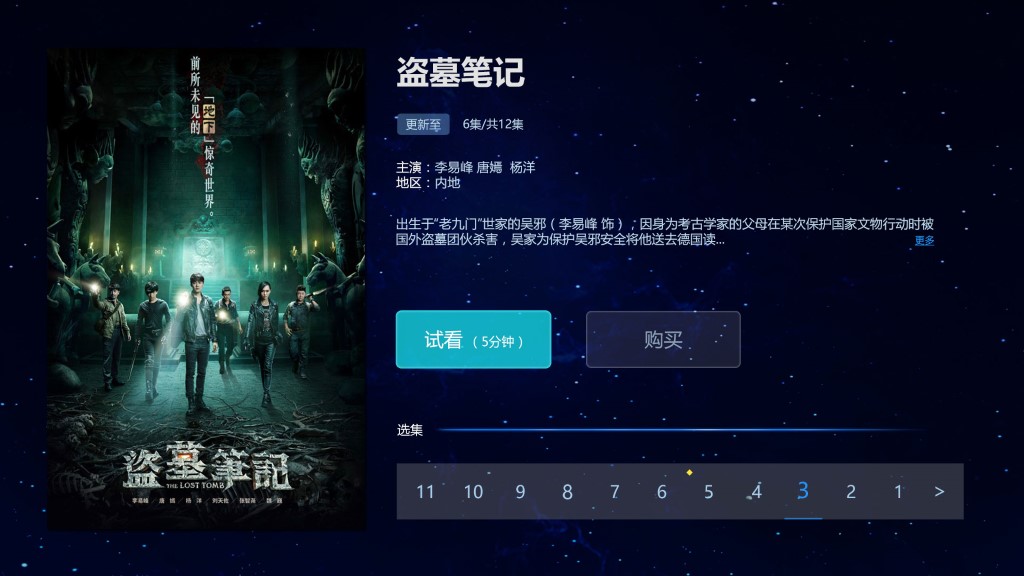 前所未见的
「地下」惊奇世界。
盗墓筆記
THE LOST TOMB
李易峰 唐嫣 杨洋 刘天佐 张智尧 魏巍
盗墓笔记
更新至 6集/共12集
主演：李易峰 唐嫣 杨洋
地区：内地
出生于“老九门”世家的吴邪（李易峰 饰），因身为考古学家的父母在某次保护国家文物行动时被
国外盗墓团伙杀害，吴家为保护吴邪安全将他送去德国读...
更多
试看（5分钟） 购买
选集
11 10 9 8 7 6 5 4 3 2 1 >